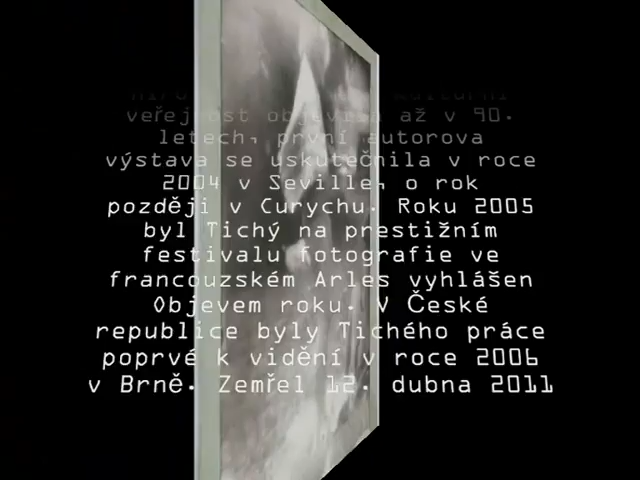 veřejnost objevena až v 90.
letech, první autorova
výstava se uskutečnila v roce
2004 v Seville, o rok
později v Curychu. Roku 2005
byl Tichý na prestižním
festivalu fotografie ve
francouzském Arles vyhlášen
Objevem roku. V České
republice byly Tichého práce
poprvé k vidění v roce 2006
v Brně. Zemřel 12. dubna 2011